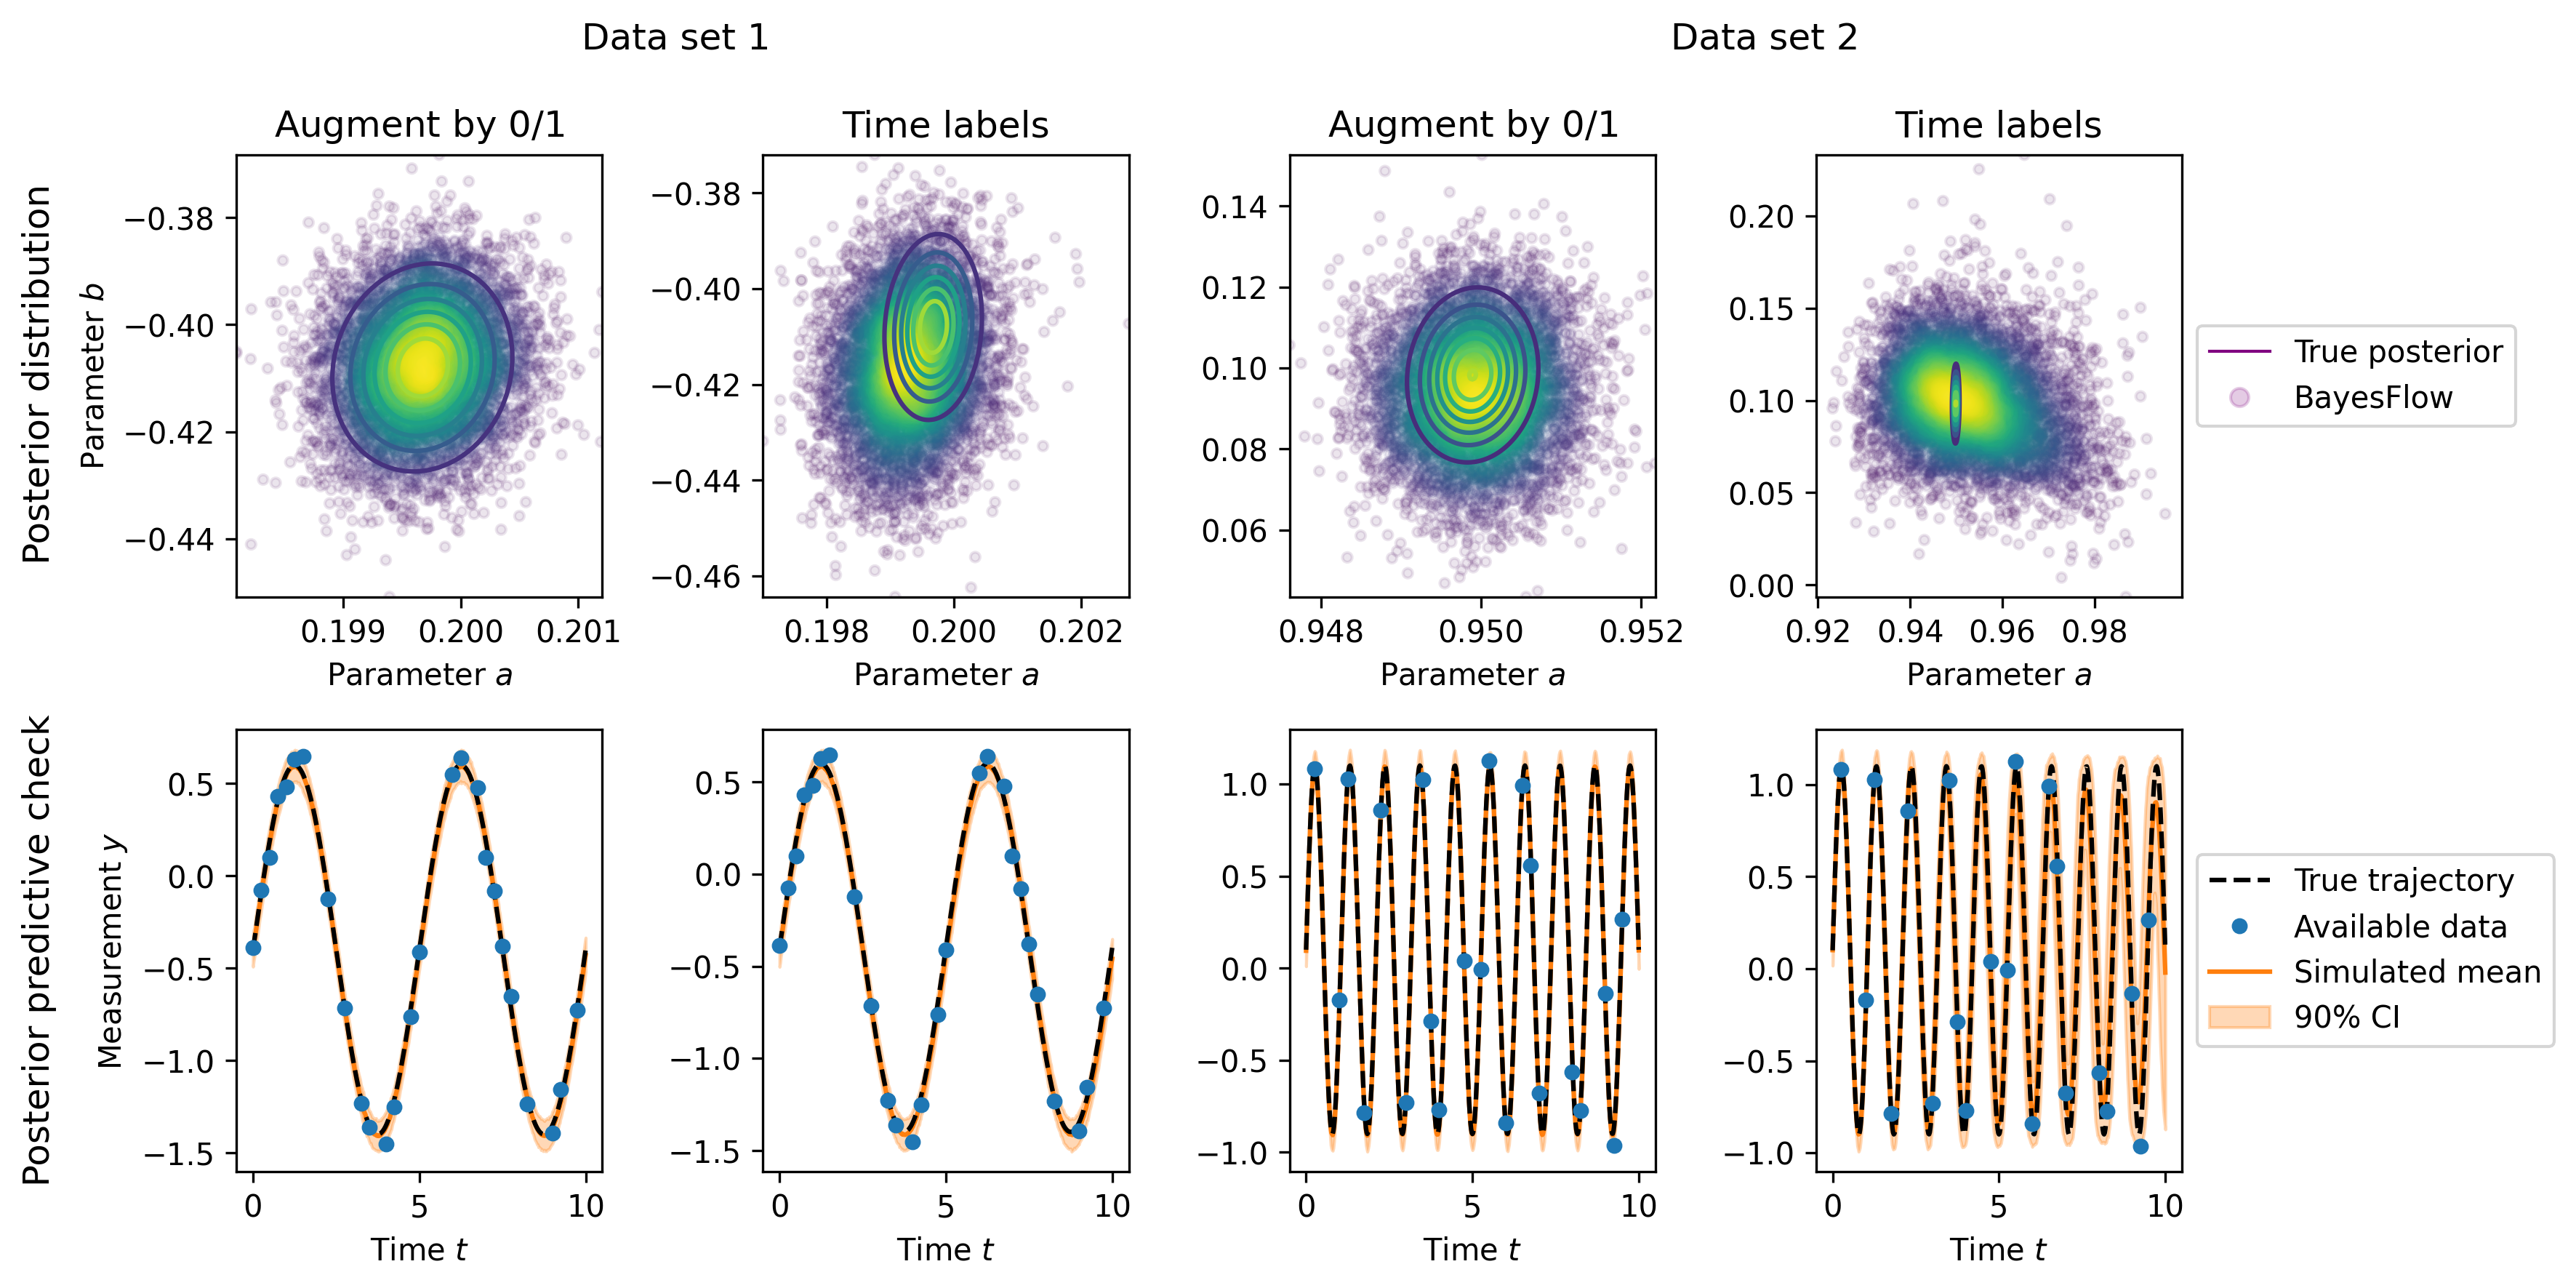 Data set 1
Data set 2
Augment by 0/1
Time labels
Augment by 0/1
Time labels
Posterior distribution
Parameter b
−0.38
−0.40
−0.42
−0.44
0.199 0.200 0.201
Parameter a
−0.38
−0.40
−0.42
−0.44
−0.46
0.198 0.200 0.202
Parameter a
0.14
0.12
0.10
0.08
0.06
0.948 0.950 0.952
Parameter a
0.20
0.15
0.10
0.05
0.00
0.92 0.94 0.96 0.98
Parameter a
True posterior
BayesFlow
Posterior predictive check
Measurement y
0.5
0.0
−0.5
−1.0
−1.5
0 5 10
Time t
0.5
0.0
−0.5
−1.0
−1.5
0 5 10
Time t
1.0
0.5
0.0
−0.5
−1.0
0 5 10
Time t
1.0
0.5
0.0
−0.5
−1.0
0 5 10
Time t
True trajectory
Available data
Simulated mean
90% CI